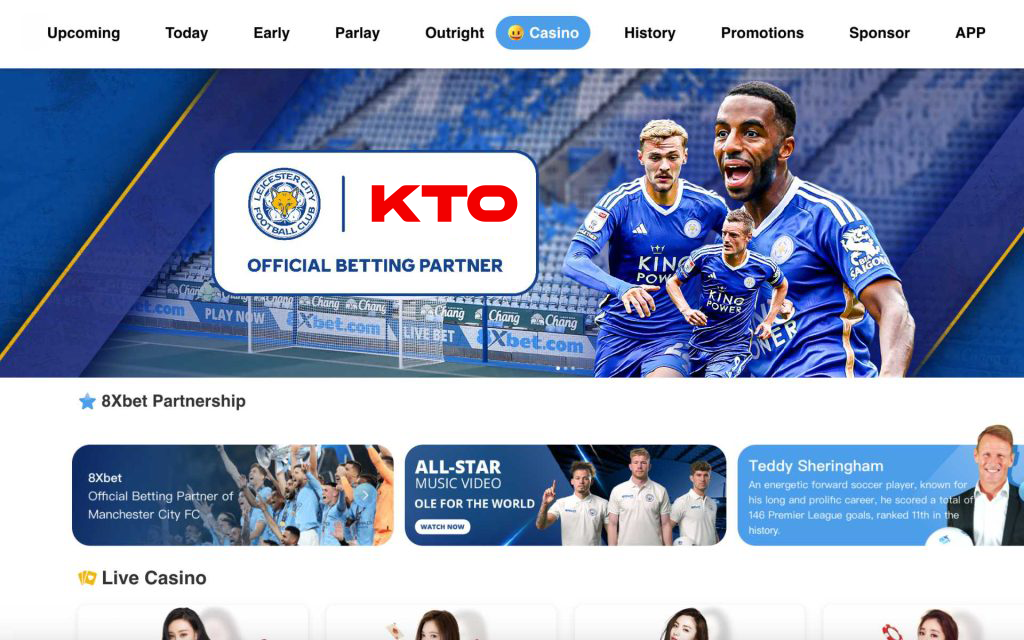 Upcoming
Today
Early
Parlay
Outright
Casino
History
Promotions
Sponsor
APP
LEICESTER CITY
FOOTBALL CLUB
KTO
OFFICIAL BETTING PARTNER
KING
POWER
KING
POWER
POWER
BIA
SAIGON
Chang
Chang
Chang
Chang
8Xbet.com
PLAY NOW
8Xbet.com
LIVE BET
8Xbet.com
8Xbet Partnership
8Xbet
Official Betting Partner of
Manchester City FC
ALL-STAR
MUSIC VIDEO
OLE FOR THE WORLD
WATCH NOW
Teddy Sheringham
An energetic forward soccer player, known for
his long and prolific career, he scored a total of
146 Premier League goals, ranked 11th in the
history.
Live Casino